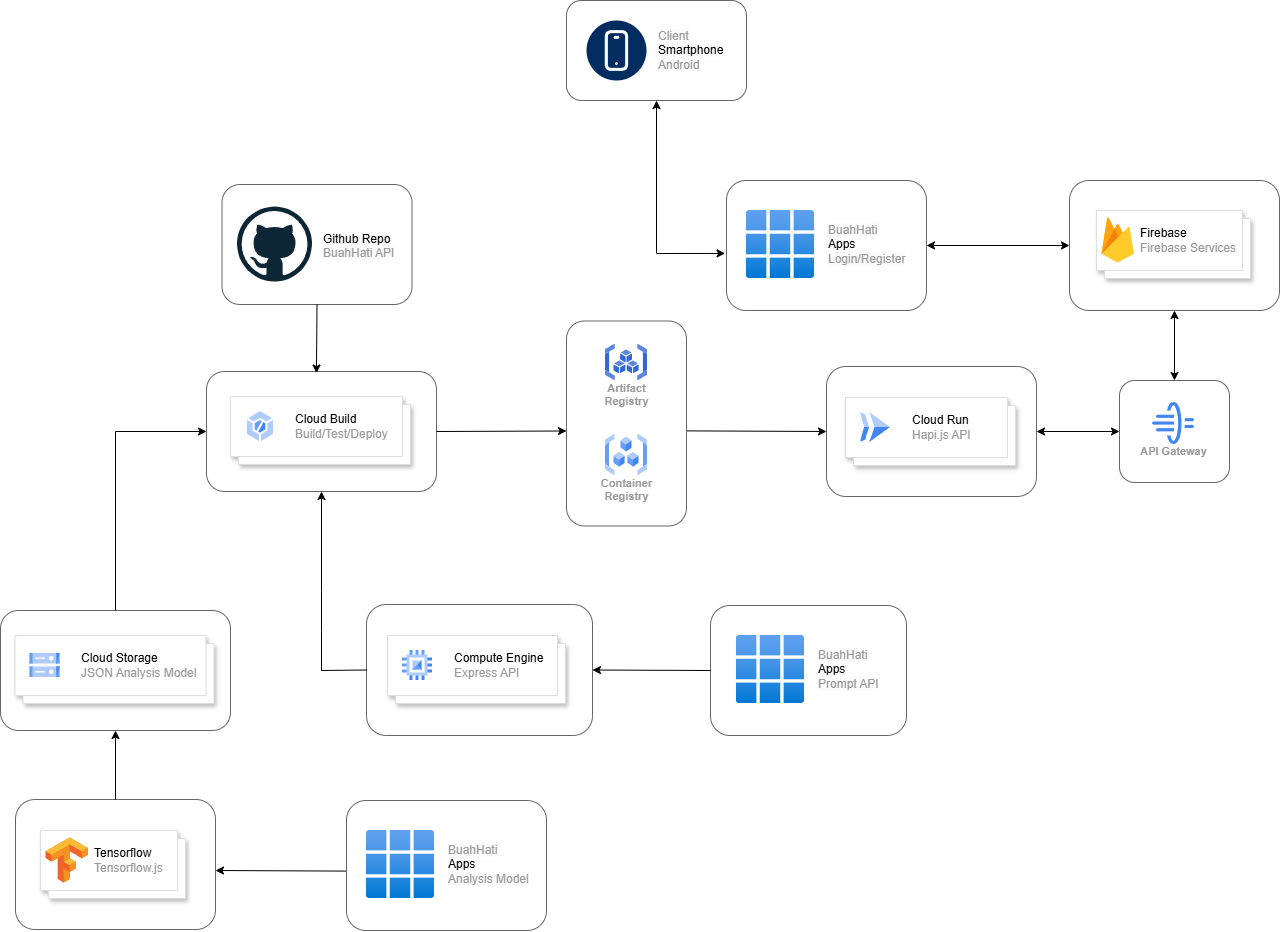 Client
Smartphone
Android
BuahHati
Apps
Login/Register
Firebase
Firebase Services
Github Repo
BuahHati API
Artifact
Registry
Container
Registry
Cloud Build
Build/Test/Deploy
Cloud Run
Hapi.js API
API Gateway
Cloud Storage
JSON Analysis Model
Compute Engine
Express API
BuahHati
Apps
Prompt API
Tensorflow
Tensorflow.js
BuahHati
Apps
Analysis Model